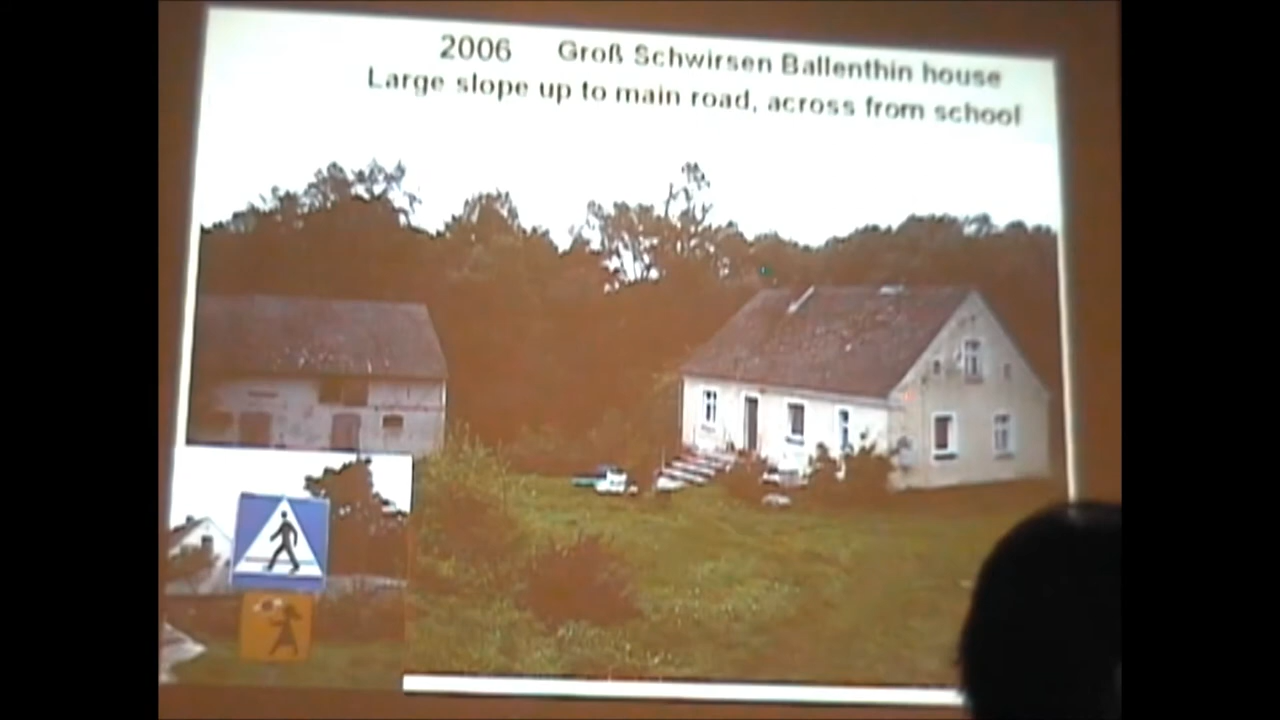 2006 Groß Schwirsen Ballenthin house
Large slope up to main road, across from school